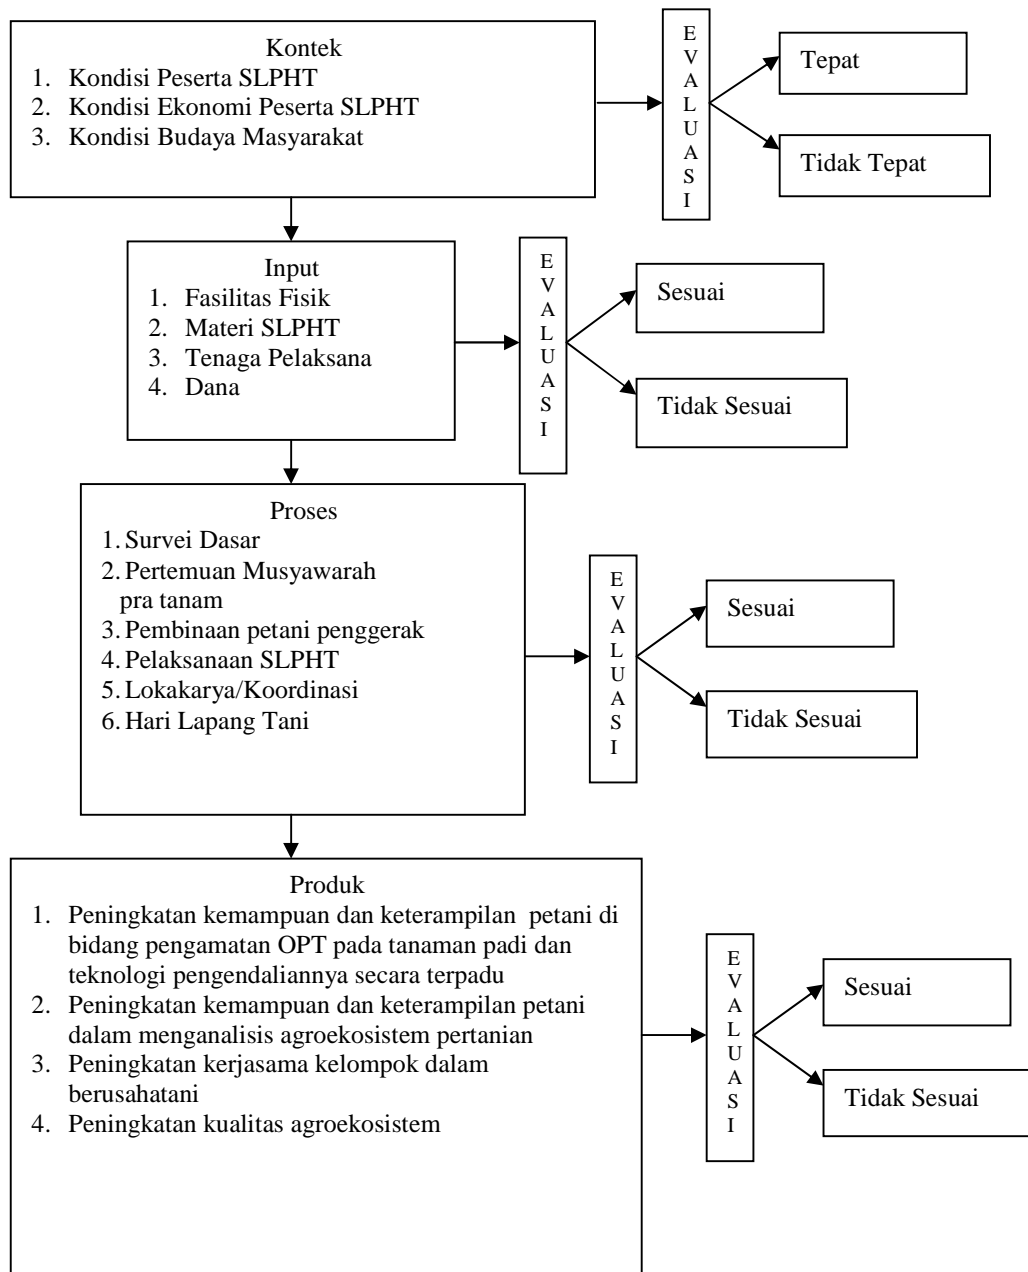 Kontek
1. Kondisi Peserta SLPHT
2. Kondisi Ekonomi Peserta SLPHT
3. Kondisi Budaya Masyarakat
EVALUASI
Tepat
Tidak Tepat
Input
1. Fasilitas Fisik
2. Materi SLPHT
3. Tenaga Pelaksana
4. Dana
EVALUASI
Sesuai
Tidak Sesuai
Proses
1. Survei Dasar
2. Pertemuan Musyawarah
pra tanam
3. Pembinaan petani penggerak
4. Pelaksanaan SLPHT
5. Lokakarya/Koordinasi
6. Hari Lapang Tani
EVALUASI
Sesuai
Tidak Sesuai
Produk
1. Peningkatan kemampuan dan keterampilan petani di
bidang pengamatan OPT pada tanaman padi dan
teknologi pengendaliannya secara terpadu
2. Peningkatan kemampuan dan keterampilan petani
dalam menganalisis agroekosistem pertanian
3. Peningkatan kerjasama kelompok dalam
berusahatani
4. Peningkatan kualitas agroekosistem
EVALUASI
Sesuai
Tidak Sesuai